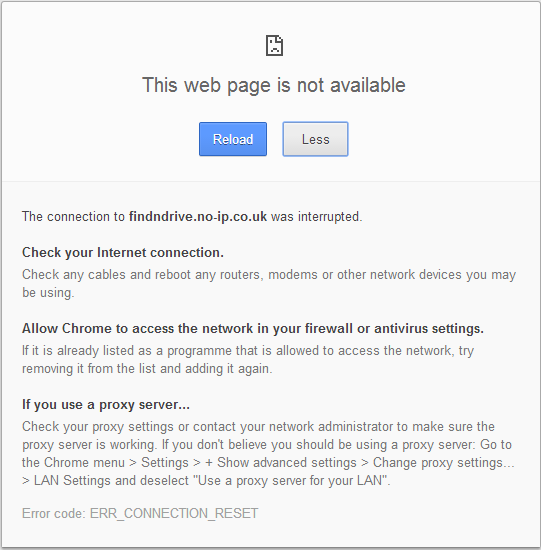 This web page is not available
Reload Less
The connection to findndrive.no-ip.co.uk was interrupted.
Check your Internet connection.
Check any cables and reboot any routers, modems or other network devices you may
be using.
Allow Chrome to access the network in your firewall or antivirus settings.
If it is already listed as a programme that is allowed to access the network, try
removing it from the list and adding it again.
If you use a proxy server...
Check your proxy settings or contact your network administrator to make sure the
proxy server is working. If you don't believe you should be using a proxy server: Go to
the Chrome menu > Settings > + Show advanced settings > Change proxy settings...
> LAN Settings and deselect "Use a proxy server for your LAN".
Error code: ERR_CONNECTION_RESET